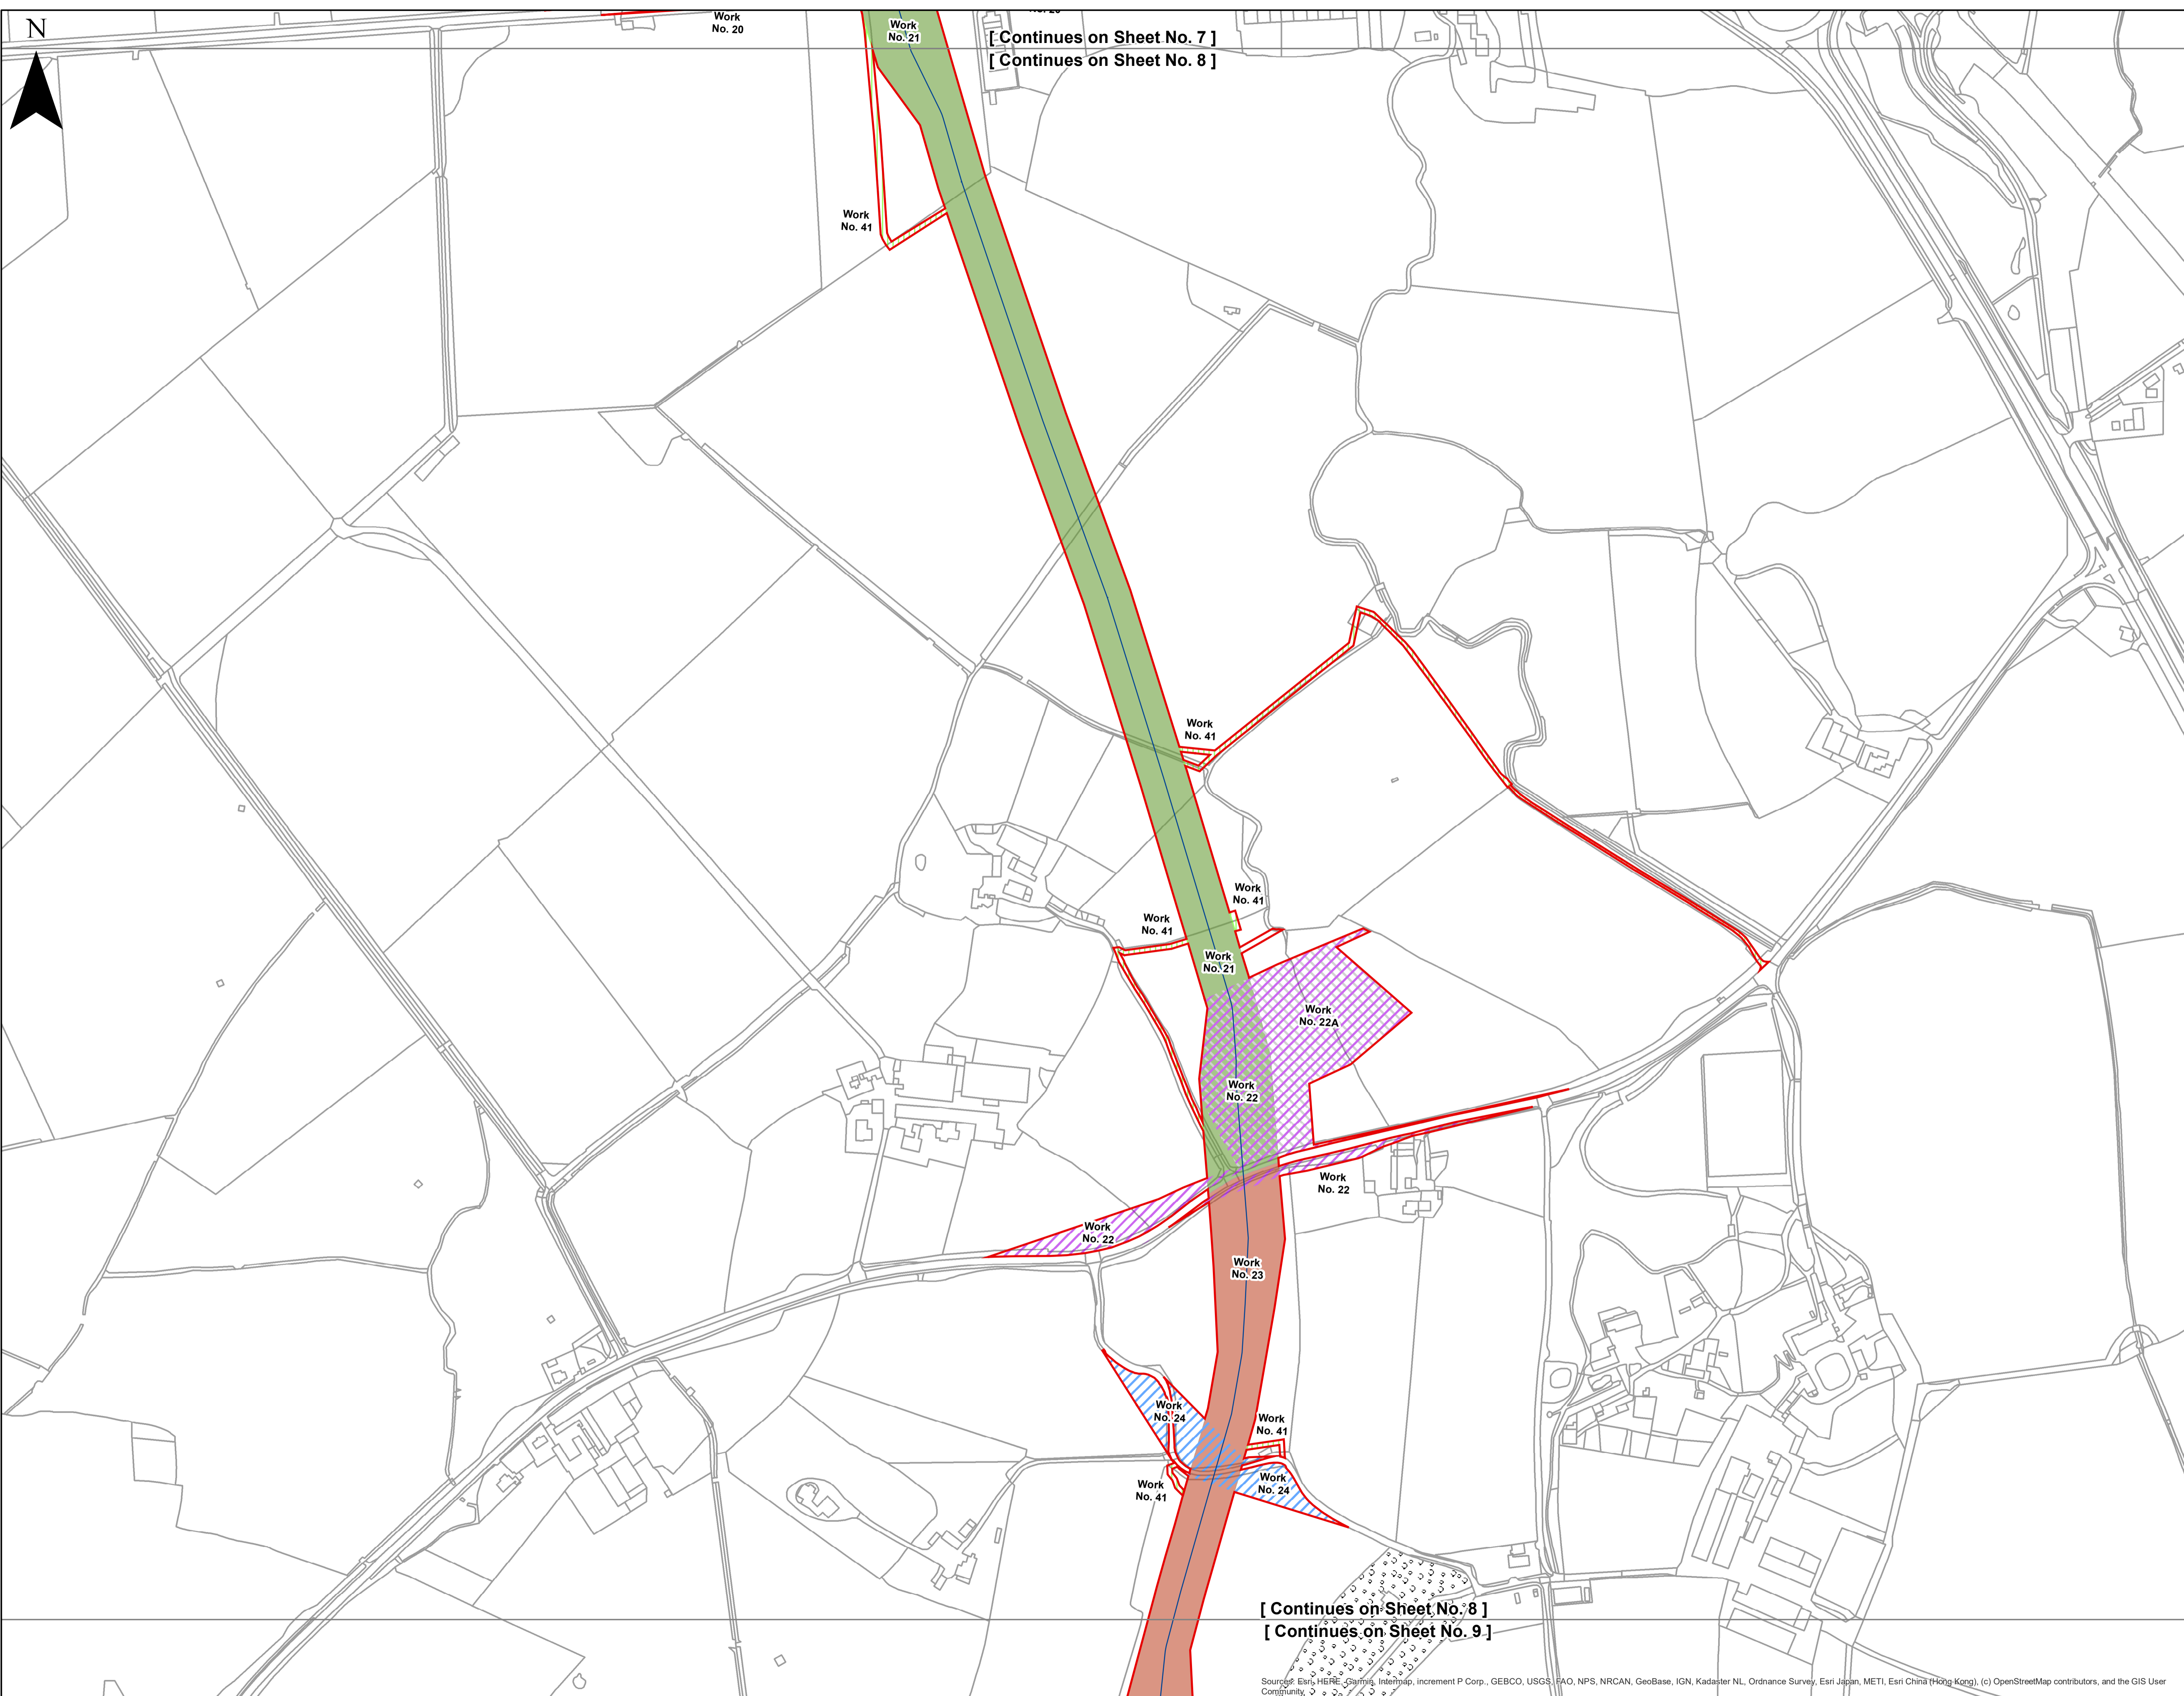 N
Work
No. 20
Work
No. 21
[ Continues on Sheet No. 7 ]
[ Continues on Sheet No. 8 ]
Work
No. 41
Work
No. 41
Work
No. 41
Work
No. 41
Work
No. 21
Work
No. 22A
Work
No. 22
Work
No. 22
Work
No. 22
Work
No. 23
Work
No. 24
Work
No. 41
Work
No. 41
Work
No. 24
[ Continues on Sheet No. 8 ]
[ Continues on Sheet No. 9 ]
Sources: Esri, HERE, Garmin, Intermap, increment P Corp., GEBCO, USGS, FAO, NPS, NRCAN, GeoBase, IGN, Kadaster NL, Ordnance Survey, Esri Japan, METI, Esri China (Hong Kong), (c) OpenStreetMap contributors, and the GIS User
Community